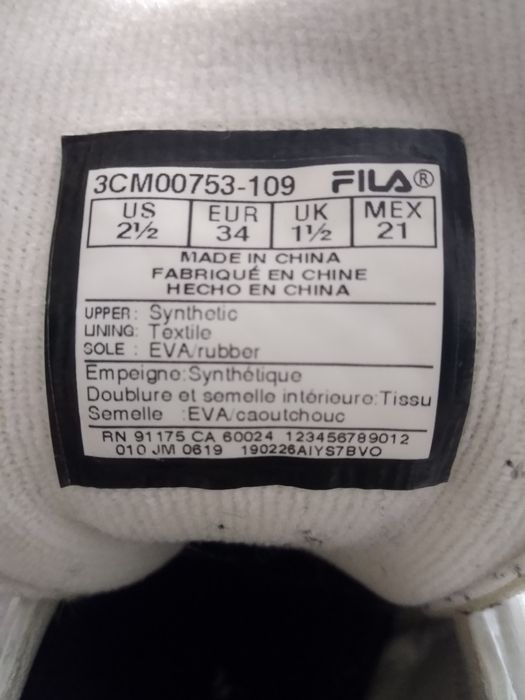 3CM00753-109 FILA®
US EUR UK MEX
2½ 34 1½ 21
MADE IN CHINA
FABRIQUÉ EN CHINE
HECHO EN CHINA
UPPER: Synthetic
LINING: Textile
SOLE : EVA/rubber
Empeigne:Synthétique
Doublure et semelle intérieure:Tissu
Semelle :EVA/caoutchouc
RN 91175 CA 60024 123456789012
010 JM 0619 190226AIYS7BVO